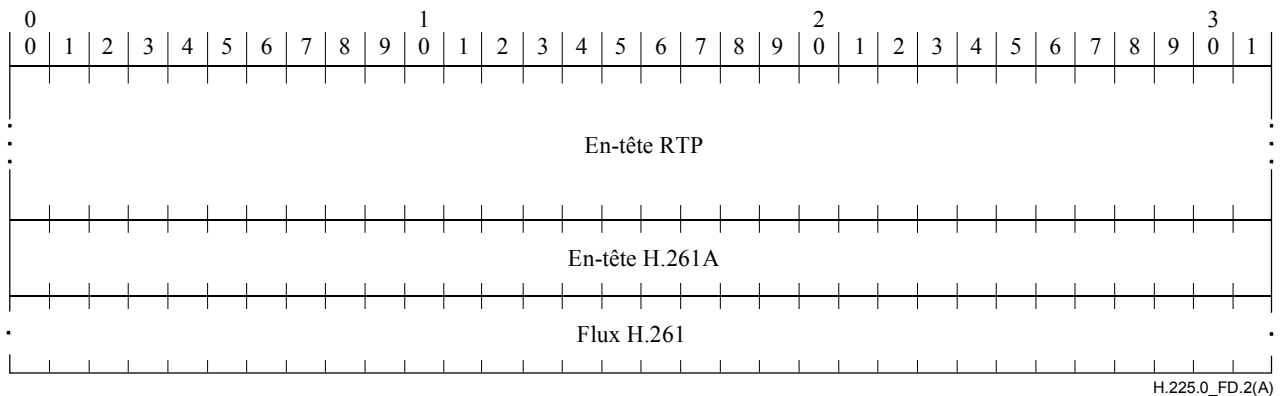 0 1 2 3
0 1 2 3 4 5 6 7 8 9 0 1 2 3 4 5 6 7 8 9 0 1 2 3 4 5 6 7 8 9 0 1
En-tête RTP
En-tête H.261A
Flux H.261
H.225.0_FD.2(A)